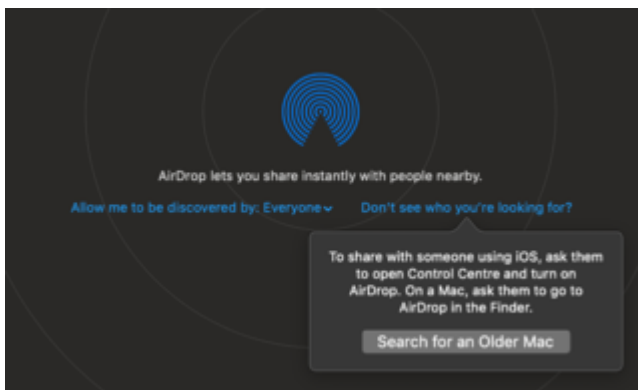 AirDrop lets you share instantly with people nearby.
Allow me to be discovered by: Everyone
Don't see who you're looking for?
To share with someone using iOS, ask them
to open Control Centre and turn on
AirDrop. On a Mac, ask them to go to
AirDrop in the Finder.
Search for an Older Mac